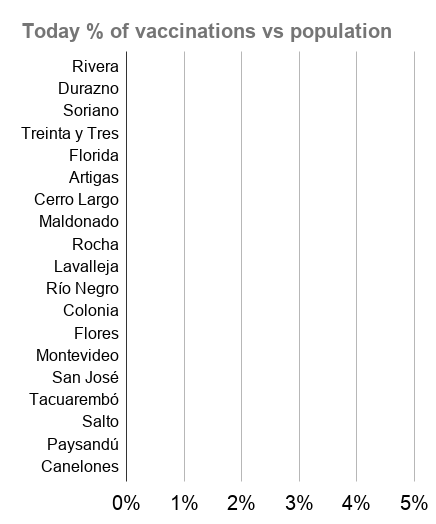 Today % of vaccinations vs population
Rivera
Durazno
Soriano
Treinta y Tres
Florida
Artigas
Cerro Largo
Maldonado
Rocha
Lavalleja
Río Negro
Colonia
Flores
Montevideo
San José
Tacuarembó
Salto
Paysandú
Canelones
0% 1% 2% 3% 4% 5%